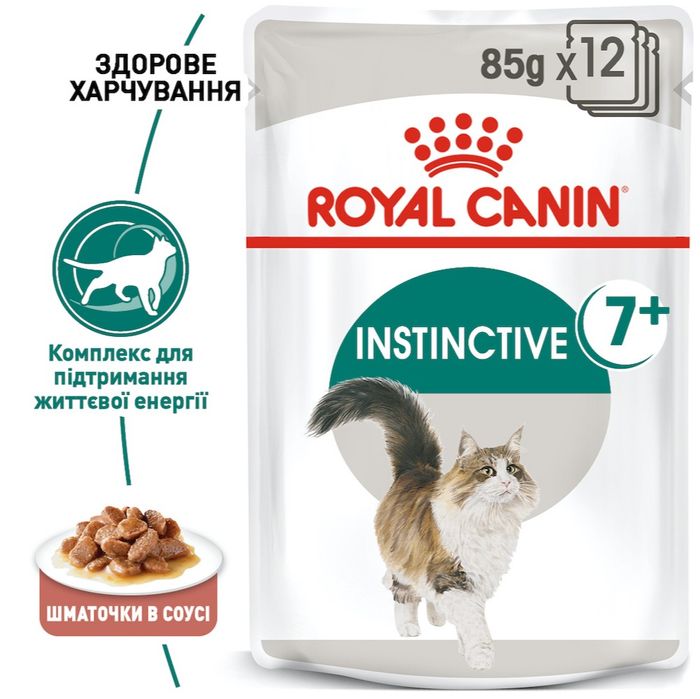 ЗДОРОВЕ
ХАРЧУВАННЯ
Комплекс для
підтримання
життєвої енергії
ШМАТОЧКИ В СОУСІ
85g x12
ROYAL CANIN®
INSTINCTIVE
7+